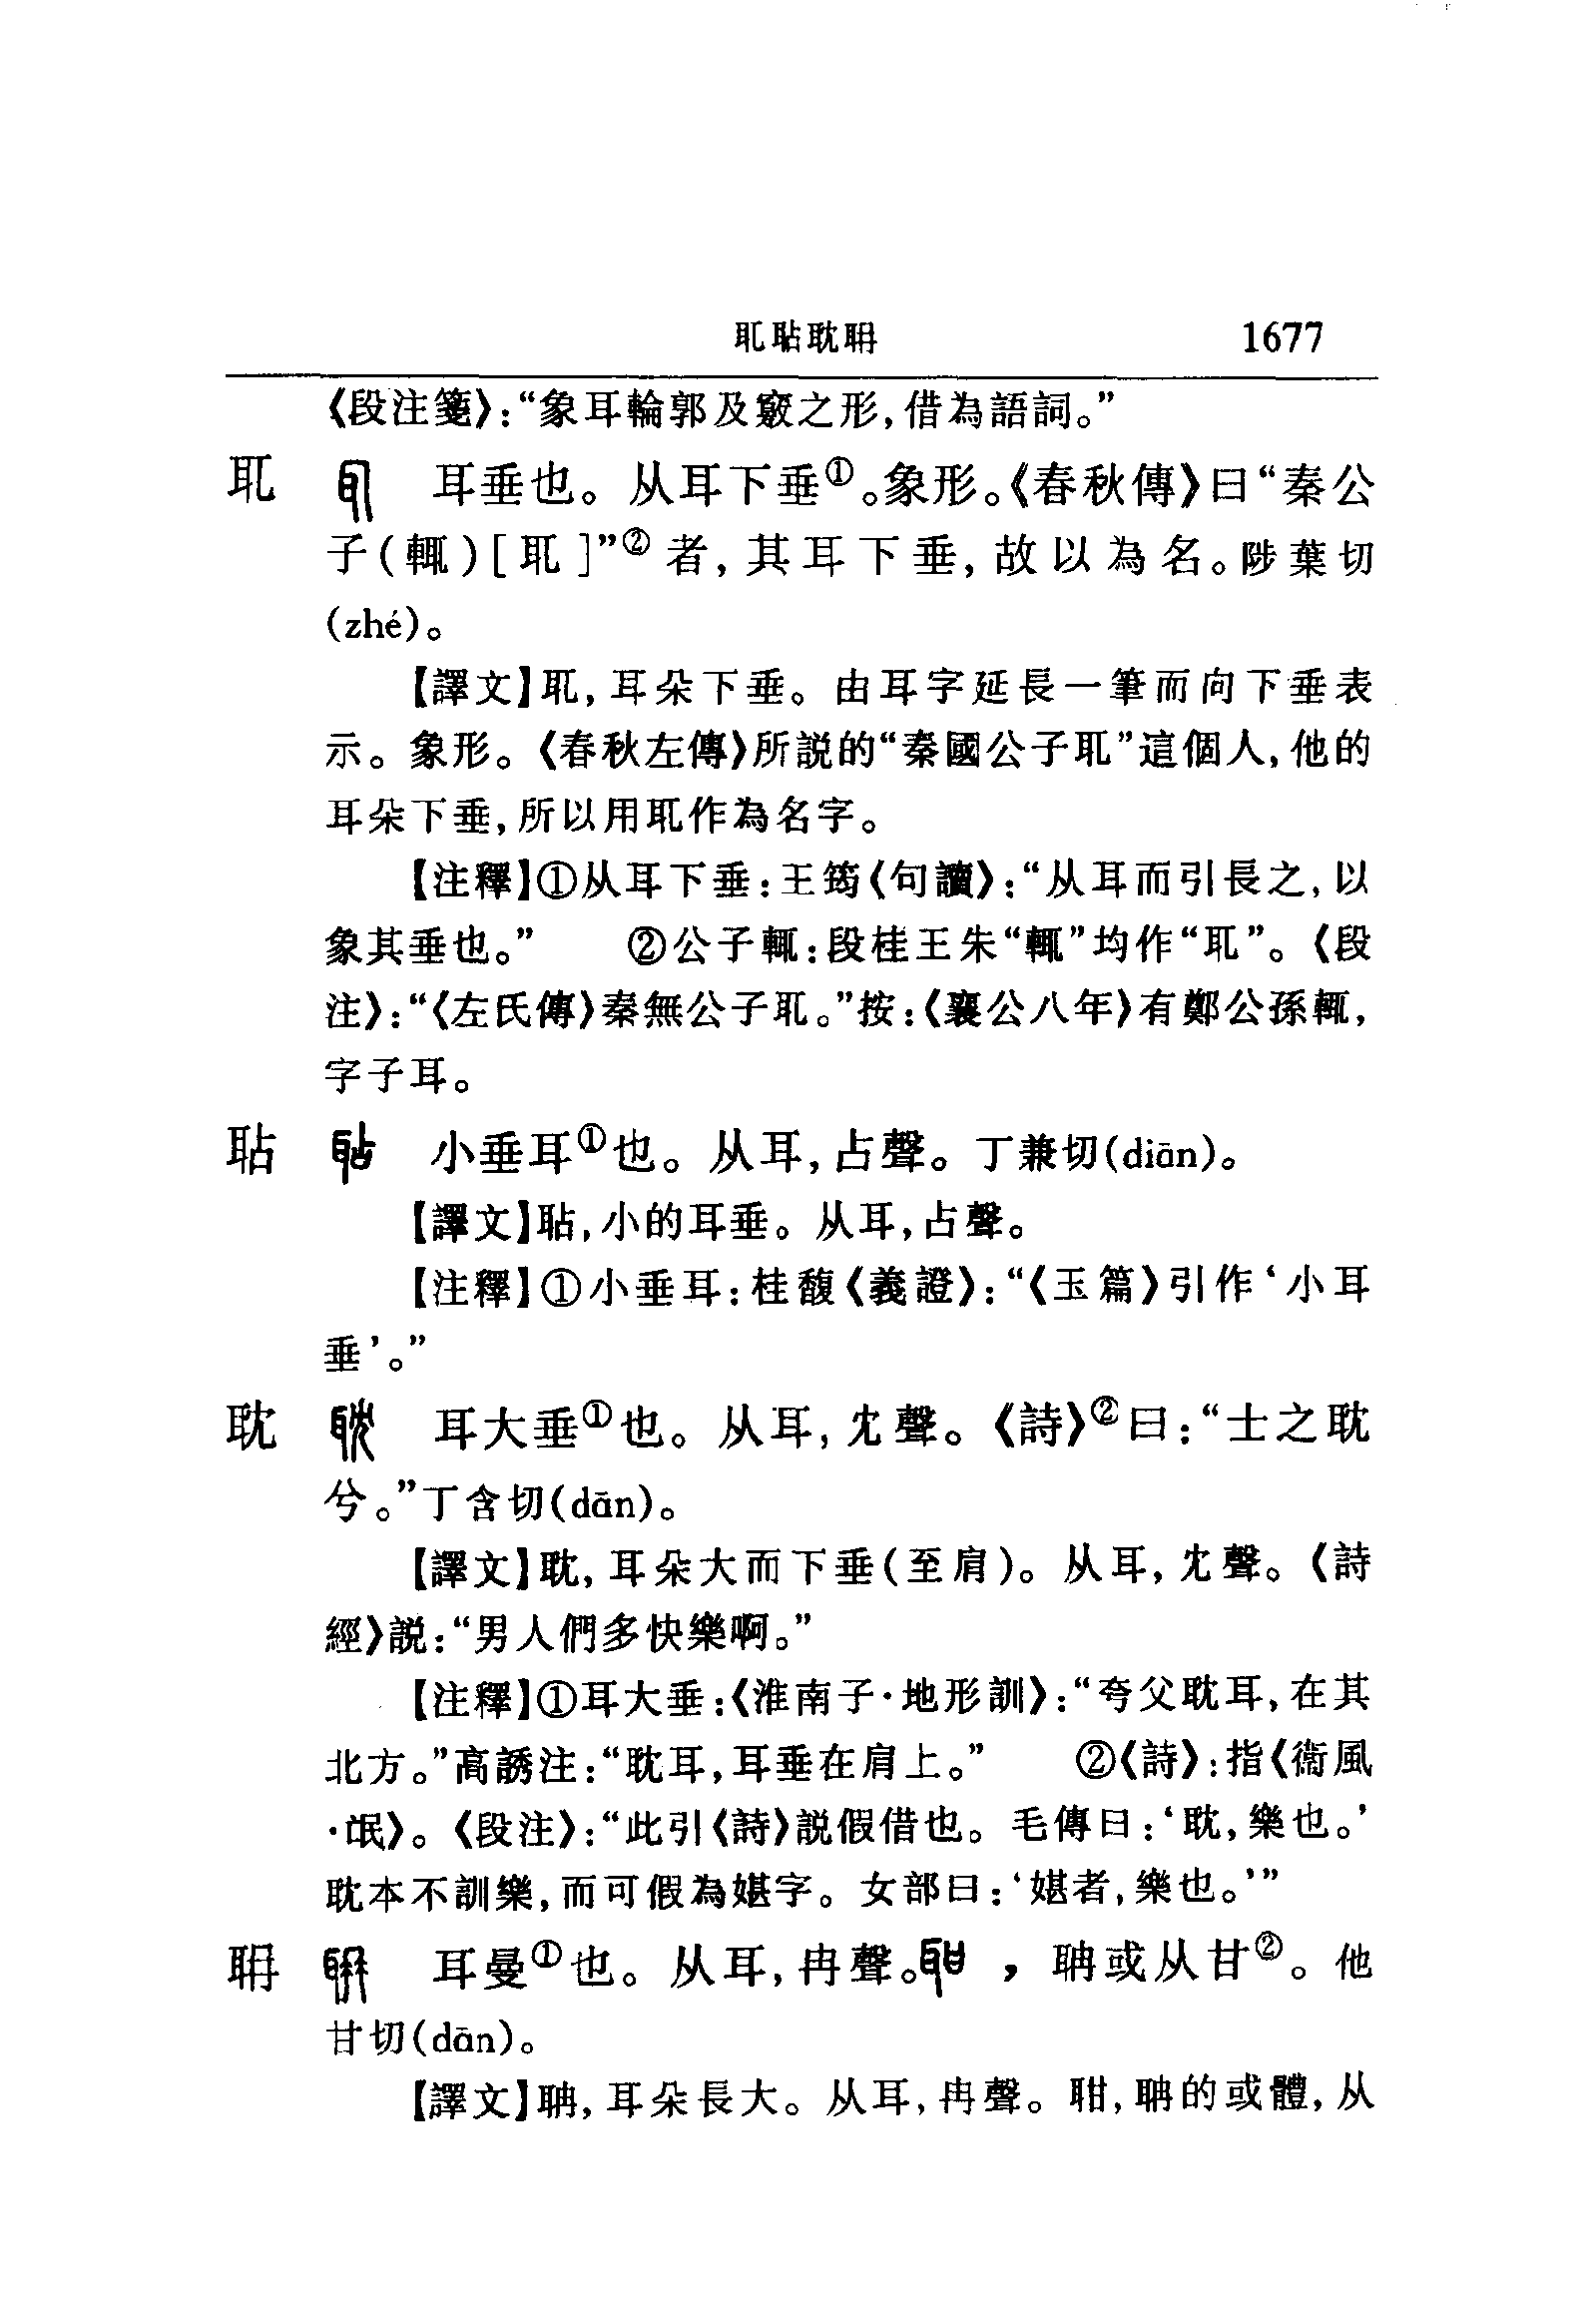 耴聸耽聃 1677
《段注箋》：“象耳輪郭及竅之形，借為語詞。”
耴 耳垂也。从耳下垂①。象形。《春秋傳》曰“秦公
子(輒)[耴]”②者，其耳下垂，故以為名。陟葉切
(zhé)。
【譯文】耴，耳朵下垂。由耳字延長一筆而向下垂表
示。象形。《春秋左傳》所説的“秦國公子耴”這個人，他的
耳朵下垂，所以用耴作為名字。
【注釋】①从耳下垂：王筠《句讀》：“从耳而引長之，以
象其垂也。” ②公子輒：段桂王朱“輒”均作“耴”。《段
注》：“《左氏傳》秦無公子耴。”按：《襄公八年》有鄭公孫輒，
字子耳。
𦕒 小垂耳①也。从耳，占聲。丁兼切(diān)。
【譯文】𦕒，小的耳垂。从耳，占聲。
【注釋】①小垂耳：桂馥《義證》：“《玉篇》引作‘小耳
垂’。”
耽 耳大垂①也。从耳，冘聲。《詩》②曰：“士之耽
兮。”丁含切(dān)。
【譯文】耽，耳朵大而下垂(至肩)。从耳，冘聲。《詩
經》説：“男人們多快樂啊。”
【注釋】①耳大垂：《淮南子·地形訓》：“夸父耽耳，在其
北方。”高誘注：“耽耳，耳垂在肩上。” ②《詩》：指《衞風
·氓》。《段注》：“此引《詩》説假借也。毛傳曰：‘耽，樂也。’
耽本不訓樂，而可假為媅字。女部曰：‘媅者，樂也。’”
聃 耳曼①也。从耳，冉聲。，聃或从甘②。他
甘切(dān)。
【譯文】聃，耳朵長大。从耳，冉聲。䎳，聃的或體，从